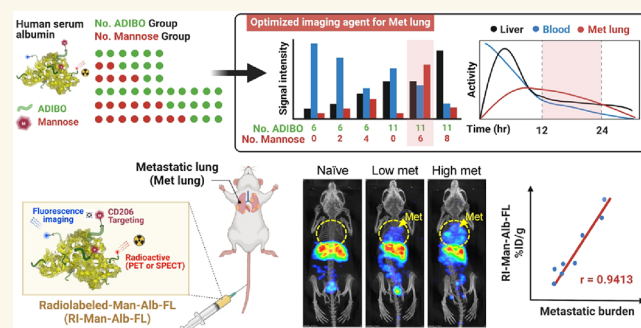 Human serum
albumin
No. ADIBO Group
No. Mannose Group
ADIBO
M
Mannose
Optimized imaging agent for Met lung
Signal intensity
No. ADIBO 6 6 6 11 11 11
No. Mannose 0 2 4 0 6 8
Liver Blood Met lung
Activity
Time (hr) 12 24
Metastatic lung
(Met lung)
Fluorescence
imaging
CD206
Targeting
Radioactive
(PET or SPECT)
Radiolabeled-Man-Alb-FL
(RI-Man-Alb-FL)
Naïve Low met High met
Met Met
RI-Man-Alb-FL
%ID/g
r = 0.9413
Metastatic burden